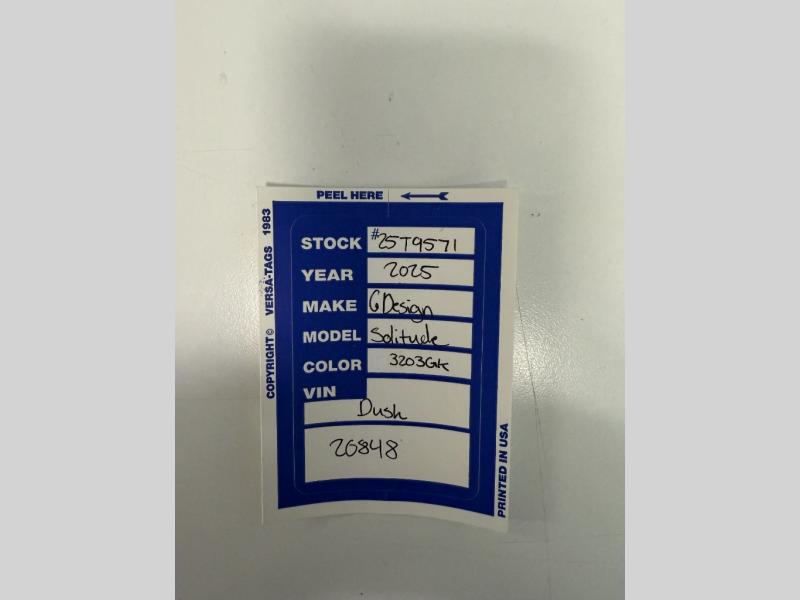 PEEL HERE
COPYRIGHT© VERSA-TAGS 1983
STOCK #25T9571
YEAR 2025
MAKE GDesign
MODEL Solitude
COLOR 3203GK
VIN
Dush
20848
PRINTED IN USA